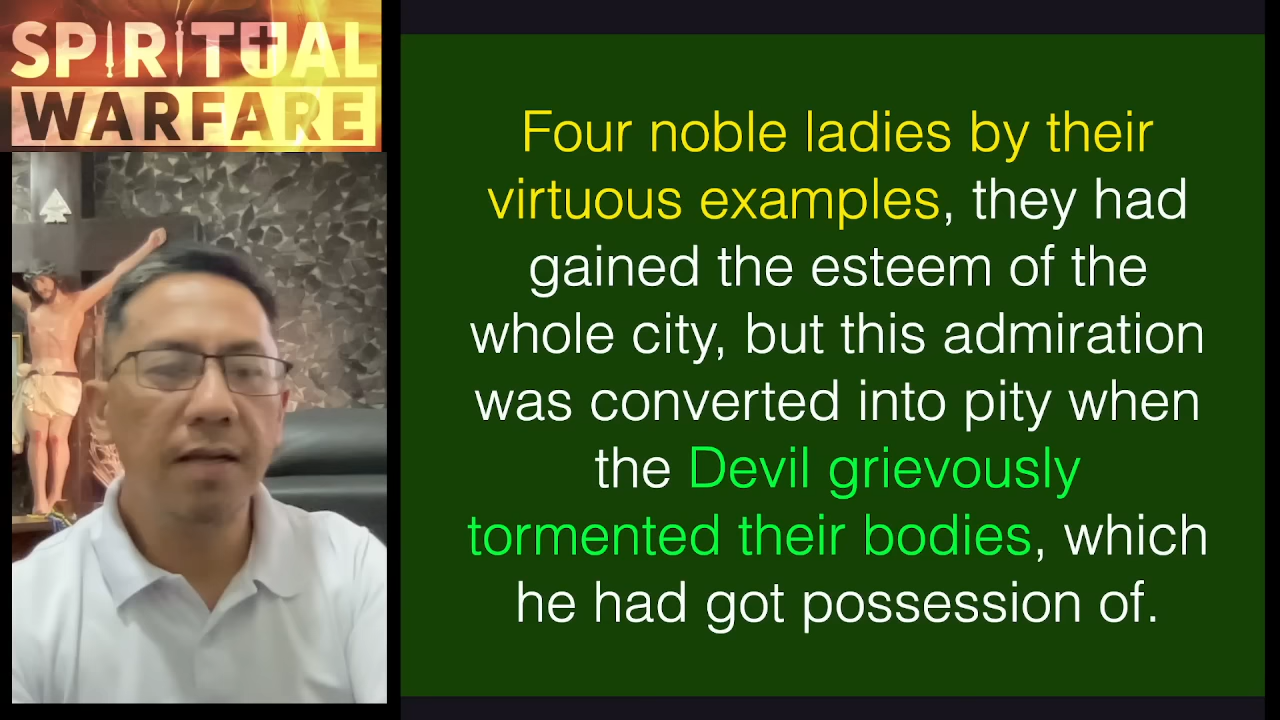 SPIRITUAL
WARFARE
Four noble ladies by their
virtuous examples, they had
gained the esteem of the
whole city, but this admiration
was converted into pity when
the Devil grievously
tormented their bodies, which
he had got possession of.